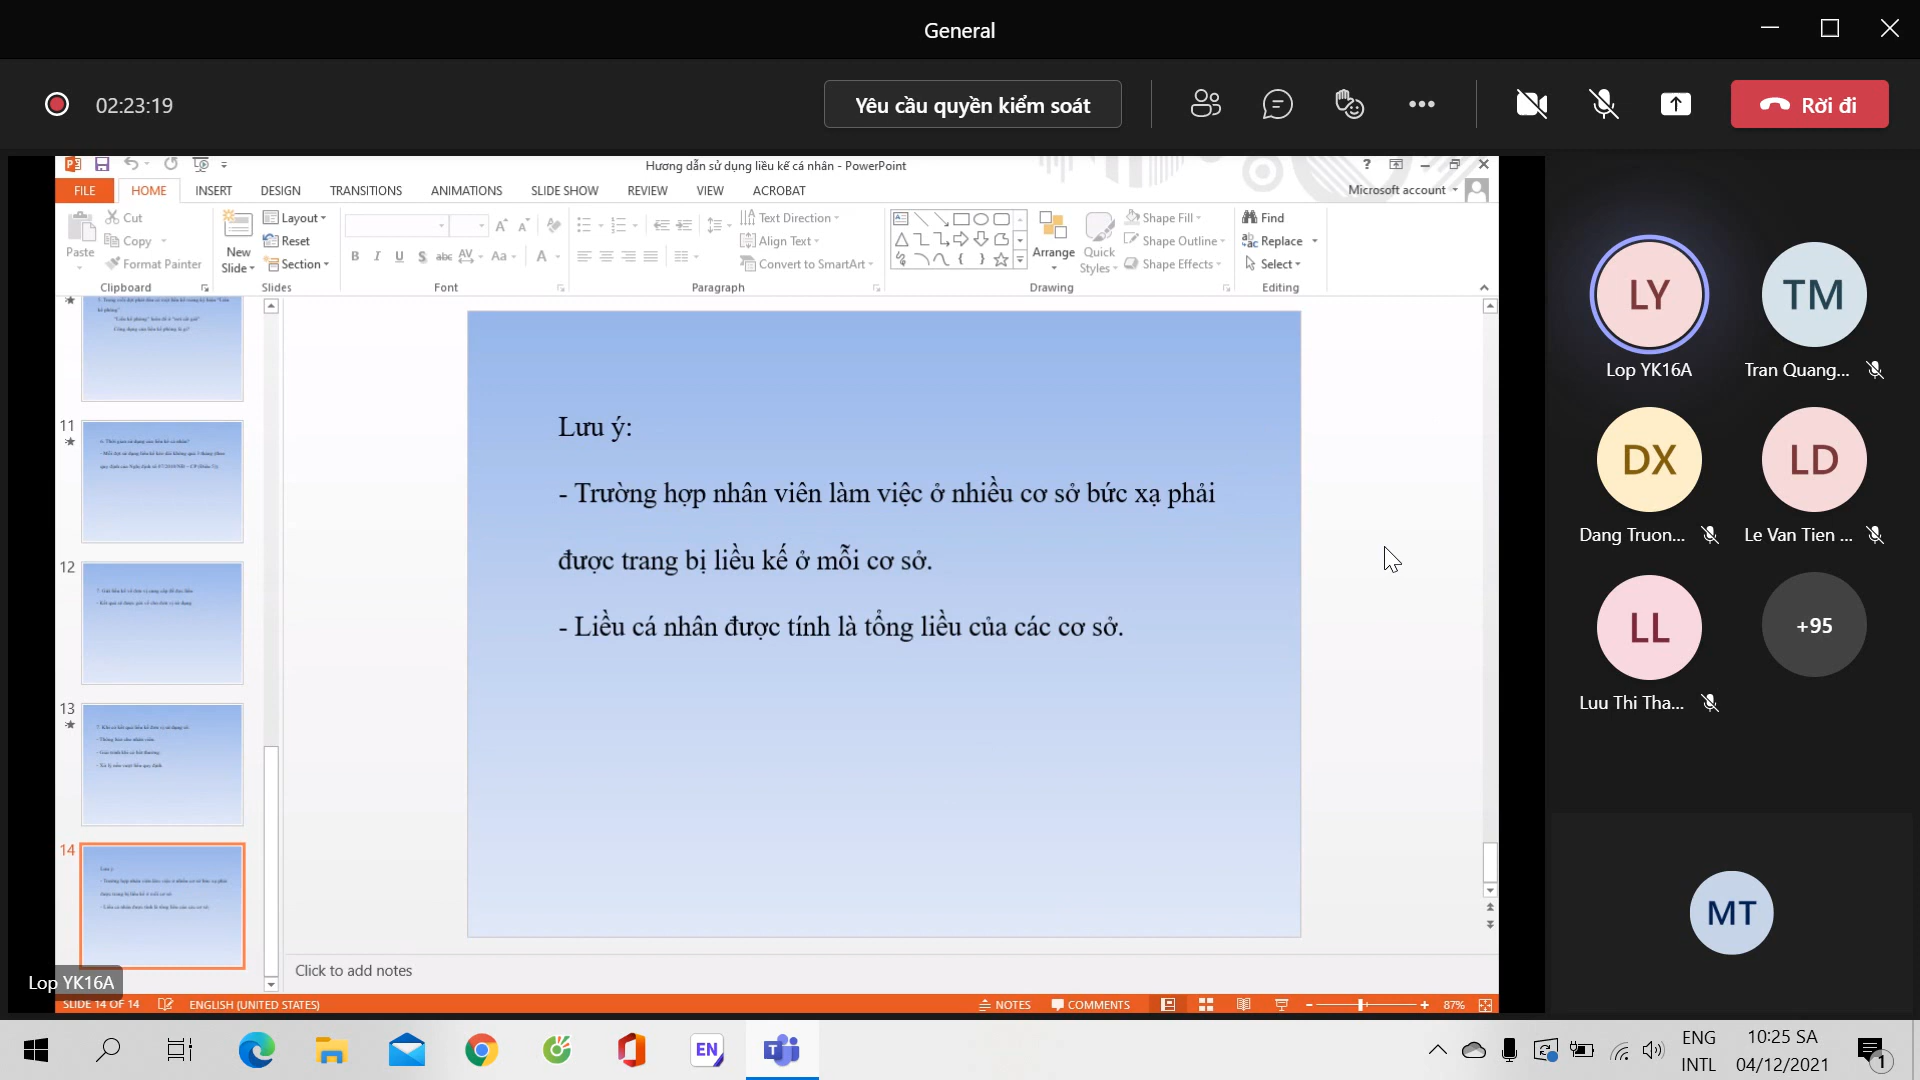 General
02:23:19
Yêu cầu quyền kiểm soát
Rời đi
Hương dẫn sử dụng liều kế cá nhân - PowerPoint
FILE HOME INSERT DESIGN TRANSITIONS ANIMATIONS SLIDE SHOW REVIEW VIEW ACROBAT
Microsoft account
Paste
Cut
Copy
Format Painter
Clipboard
New
Slide
Layout
Reset
Section
Slides
Font
Text Direction
Align Text
Convert to SmartArt
Paragraph
Arrange
Quick
Styles
Shape Fill
Shape Outline
Shape Effects
Drawing
Find
Replace
Select
Editing
11
12
13
14
Lưu ý:
- Trường hợp nhân viên làm việc ở nhiều cơ sở bức xạ phải
được trang bị liều kế ở mỗi cơ sở.
- Liều cá nhân được tính là tổng liều của các cơ sở.
Click to add notes
Lop YK16A
SLIDE 14 OF 14
ENGLISH (UNITED STATES)
NOTES
COMMENTS
87%
LY
Lop YK16A
TM
Tran Quang...
DX
Dang Truon...
LD
Le Van Tien ...
LL
Luu Thi Tha...
+95
MT
EN
ENG
INTL
10:25 SA
04/12/2021
1